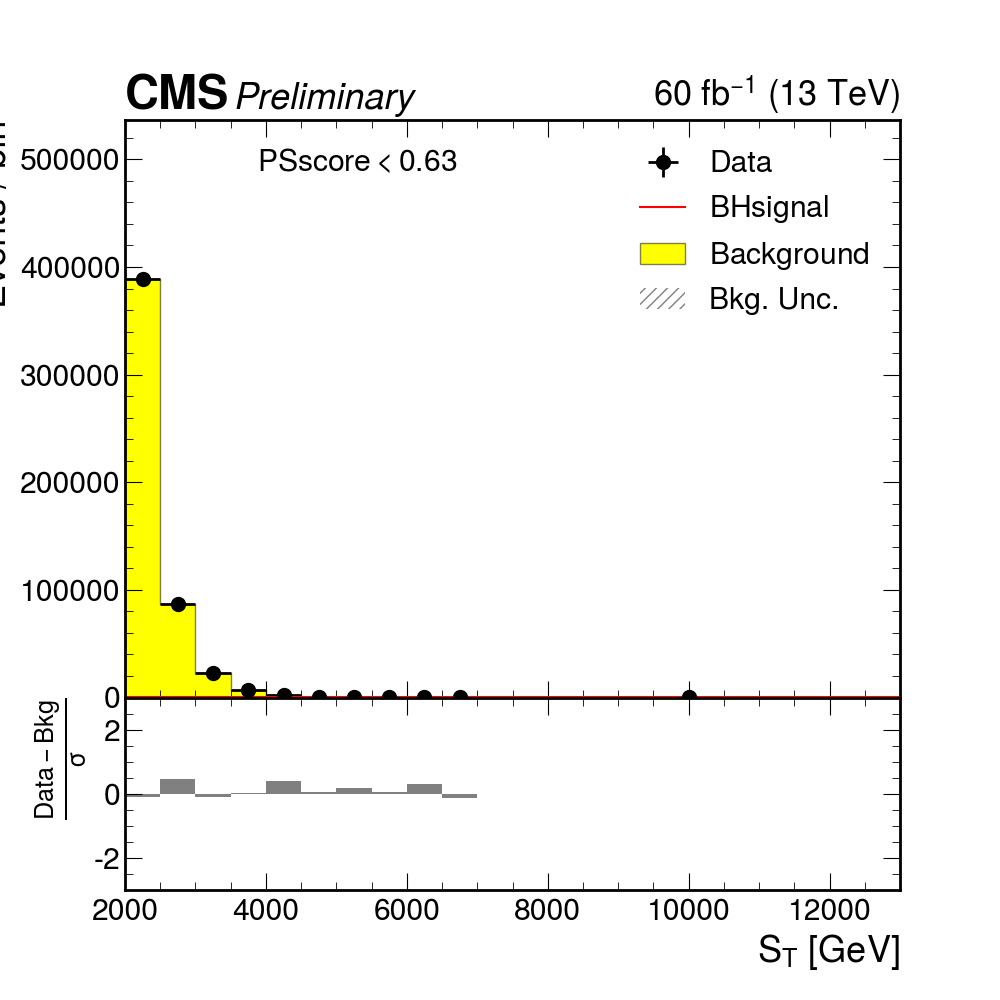 CMS Preliminary
60 fb⁻¹ (13 TeV)
PSscore < 0.63
Data
BHsignal
Background
Bkg. Unc.
500000
400000
300000
200000
100000
0
Data – Bkg
σ
2
0
-2
2000 4000 6000 8000 10000 12000
S_T [GeV]